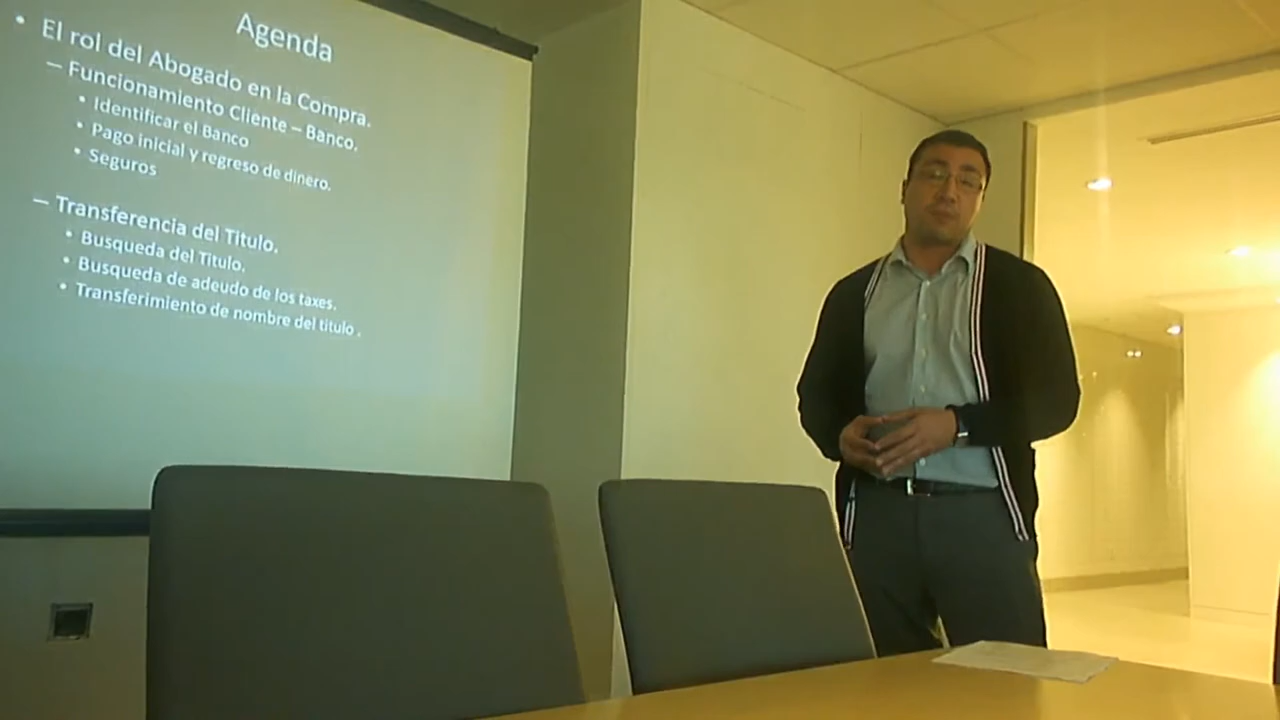 Agenda
• El rol del Abogado en la Compra.
– Funcionamiento Cliente – Banco.
• Identificar el Banco
• Pago inicial y regreso de dinero.
• Seguros
– Transferencia del Titulo.
• Busqueda del Titulo.
• Busqueda de adeudo de los taxes.
• Transferimiento de nombre del titulo .